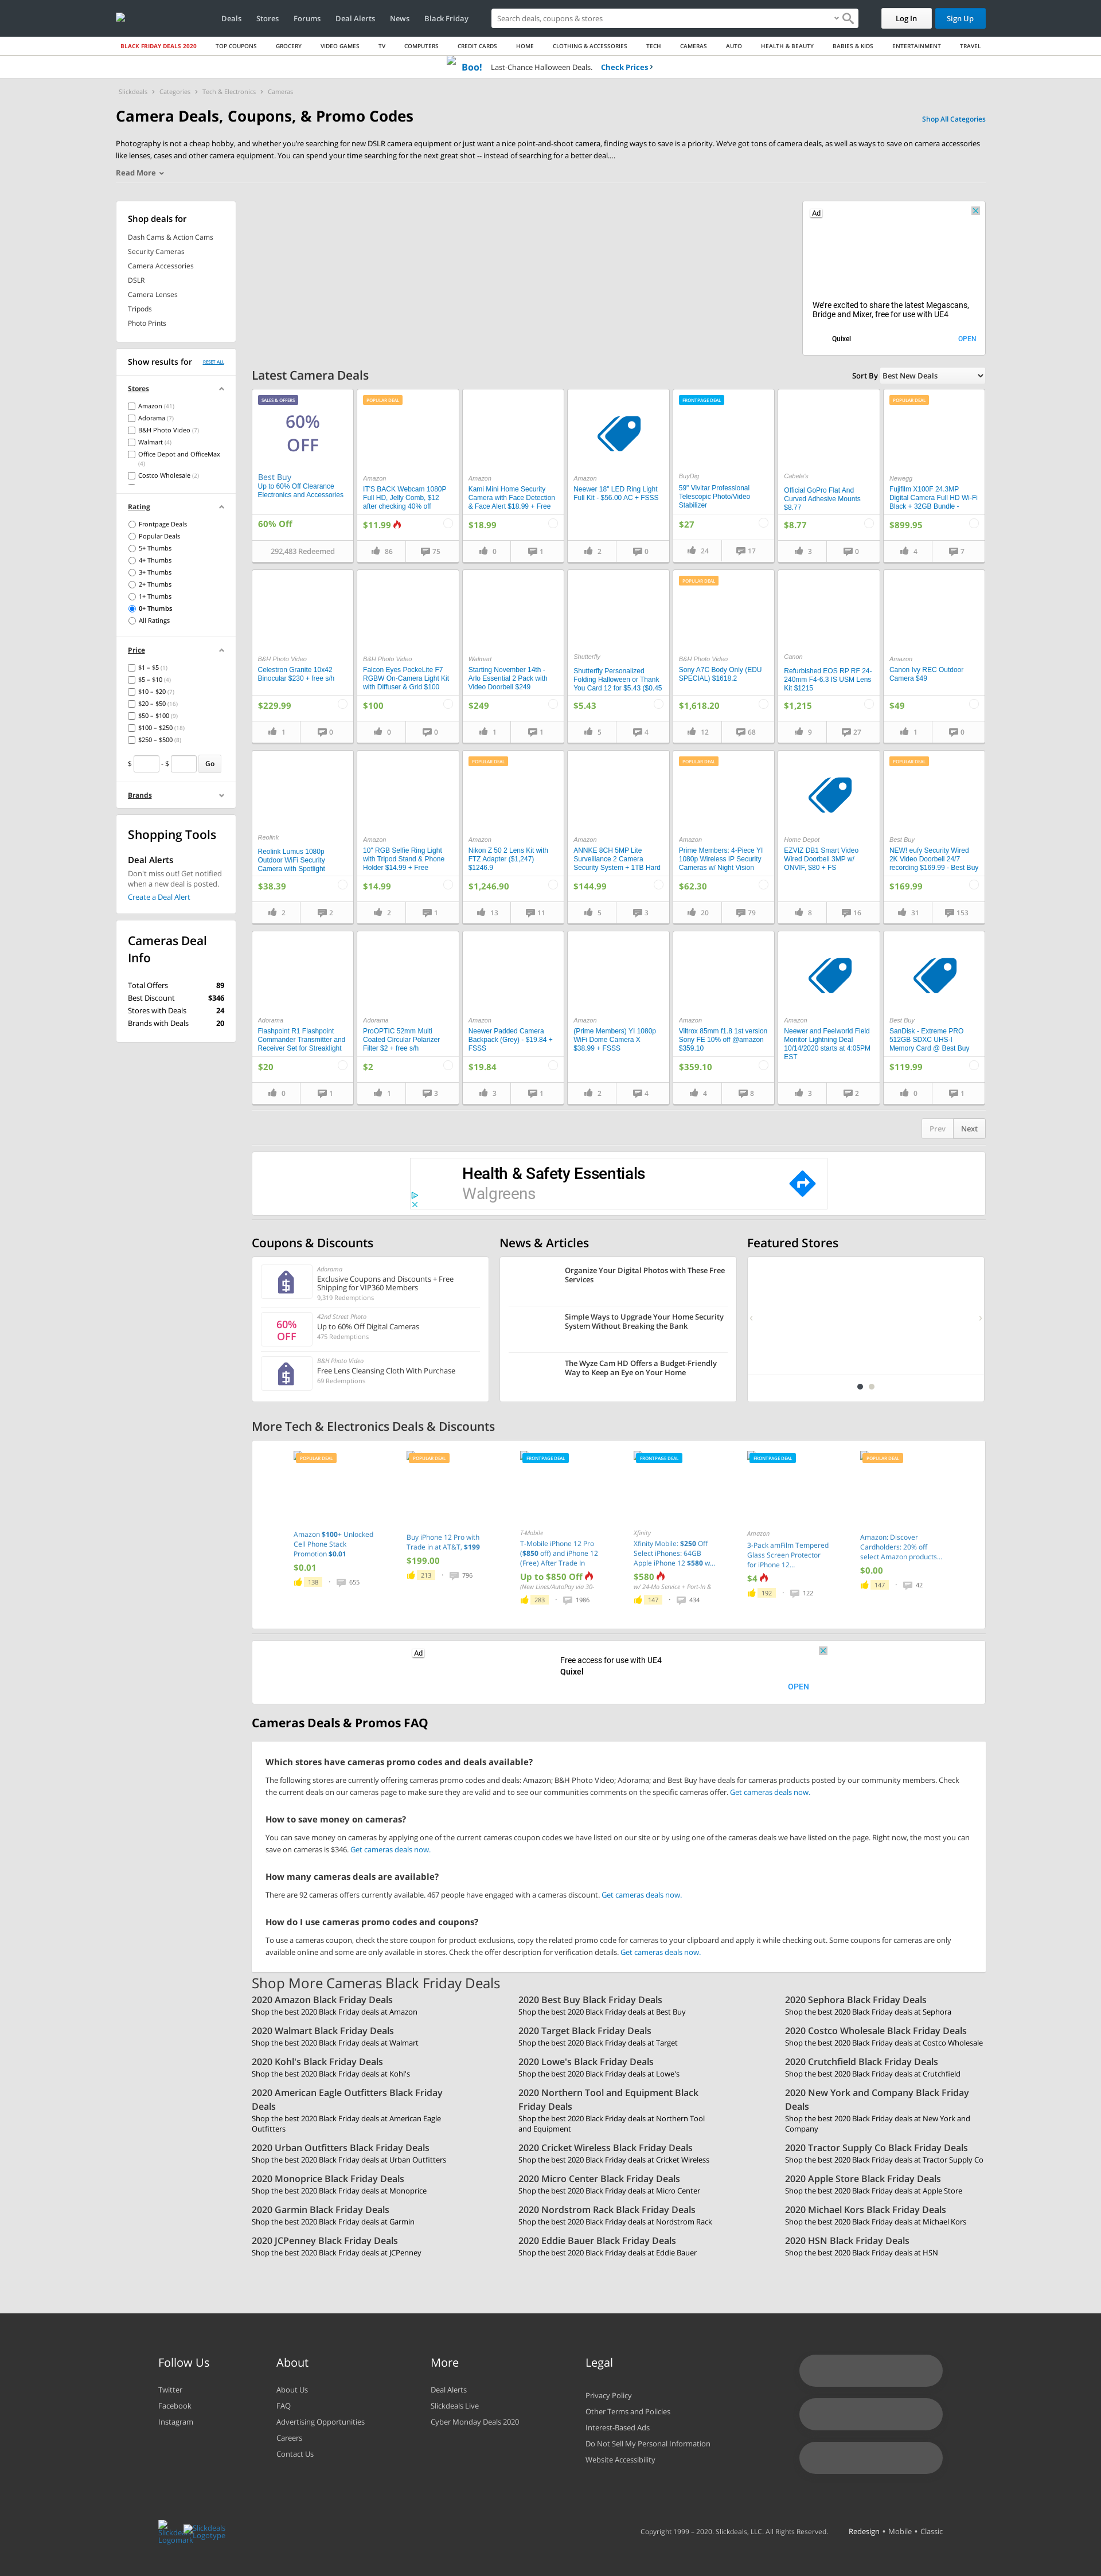 Deals Stores Forums Deal Alerts News Black Friday
Search deals, coupons & stores
Log In
Sign Up
BLACK FRIDAY DEALS 2020 TOP COUPONS GROCERY VIDEO GAMES TV COMPUTERS CREDIT CARDS HOME CLOTHING & ACCESSORIES TECH CAMERAS AUTO HEALTH & BEAUTY BABIES & KIDS ENTERTAINMENT TRAVEL
Boo! Last-Chance Halloween Deals. Check Prices
Slickdeals Categories Tech & Electronics Cameras
Camera Deals, Coupons, & Promo Codes
Shop All Categories
Photography is not a cheap hobby, and whether you're searching for new DSLR camera equipment or just want a nice point-and-shoot camera, finding ways to save is a priority. We've got tons of camera deals, as well as ways to save on camera accessories
like lenses, cases and other camera equipment. You can spend your time searching for the next great shot -- instead of searching for a better deal....
Read More
Shop deals for
Dash Cams & Action Cams
Security Cameras
Camera Accessories
DSLR
Camera Lenses
Tripods
Photo Prints
Show results for
RESET ALL
Stores
Amazon (41)
Adorama (7)
B&H Photo Video (7)
Walmart (4)
Office Depot and OfficeMax
(4)
Costco Wholesale (2)
Rating
Frontpage Deals
Popular Deals
5+ Thumbs
4+ Thumbs
3+ Thumbs
2+ Thumbs
1+ Thumbs
0+ Thumbs
All Ratings
Price
$1 – $5 (1)
$5 – $10 (4)
$10 – $20 (7)
$20 – $50 (16)
$50 – $100 (9)
$100 – $250 (18)
$250 – $500 (8)
$ - $ Go
Brands
Shopping Tools
Deal Alerts
Don't miss out! Get notified
when a new deal is posted.
Create a Deal Alert
Cameras Deal
Info
Total Offers 89
Best Discount $346
Stores with Deals 24
Brands with Deals 20
Ad
We're excited to share the latest Megascans,
Bridge and Mixer, free for use with UE4
Quixel
OPEN
Latest Camera Deals
Sort By Best New Deals
SALES & OFFERS
60%
OFF
Best Buy
Up to 60% Off Clearance
Electronics and Accessories
60% Off
292,483 Redeemed
POPULAR DEAL
Amazon
IT'S BACK Webcam 1080P
Full HD, Jelly Comb, $12
after checking 40% off
$11.99
86 75
Amazon
Kami Mini Home Security
Camera with Face Detection
& Face Alert $18.99 + Free
$18.99
0 1
Amazon
Neewer 18" LED Ring Light
Full Kit - $56.00 AC + FSSS
2 0
FRONTPAGE DEAL
BuyDig
59" Vivitar Professional
Telescopic Photo/Video
Stabilizer
$27
24 17
Cabela's
Official GoPro Flat And
Curved Adhesive Mounts
$8.77
$8.77
3 0
POPULAR DEAL
Newegg
Fujifilm X100F 24.3MP
Digital Camera Full HD Wi-Fi
Black + 32GB Bundle -
$899.95
4 7
B&H Photo Video
Celestron Granite 10x42
Binocular $230 + free s/h
$229.99
1 0
B&H Photo Video
Falcon Eyes PockeLite F7
RGBW On-Camera Light Kit
with Diffuser & Grid $100
$100
0 0
Walmart
Starting November 14th -
Arlo Essential 2 Pack with
Video Doorbell $249
$249
1 1
Shutterfly
Shutterfly Personalized
Folding Halloween or Thank
You Card 12 for $5.43 ($0.45
$5.43
5 4
POPULAR DEAL
B&H Photo Video
Sony A7C Body Only (EDU
SPECIAL) $1618.2
$1,618.20
12 68
Canon
Refurbished EOS RP RF 24-
240mm F4-6.3 IS USM Lens
Kit $1215
$1,215
9 27
Amazon
Canon Ivy REC Outdoor
Camera $49
$49
1 0
Reolink
Reolink Lumus 1080p
Outdoor WiFi Security
Camera with Spotlight
$38.39
2 2
Amazon
10" RGB Selfie Ring Light
with Tripod Stand & Phone
Holder $14.99 + Free
$14.99
2 1
POPULAR DEAL
Amazon
Nikon Z 50 2 Lens Kit with
FTZ Adapter ($1,247)
$1246.9
$1,246.90
13 11
Amazon
ANNKE 8CH 5MP Lite
Surveillance 2 Camera
Security System + 1TB Hard
$144.99
5 3
POPULAR DEAL
Amazon
Prime Members: 4-Piece YI
1080p Wireless IP Security
Cameras w/ Night Vision
$62.30
20 79
Home Depot
EZVIZ DB1 Smart Video
Wired Doorbell 3MP w/
ONVIF, $80 + FS
8 16
POPULAR DEAL
Best Buy
NEW! eufy Security Wired
2K Video Doorbell 24/7
recording $169.99 - Best Buy
$169.99
31 153
Adorama
Flashpoint R1 Flashpoint
Commander Transmitter and
Receiver Set for Streaklight
$20
0 1
Adorama
ProOPTIC 52mm Multi
Coated Circular Polarizer
Filter $2 + free s/h
$2
1 3
Amazon
Neewer Padded Camera
Backpack (Grey) - $19.84 +
FSSS
$19.84
3 1
Amazon
(Prime Members) YI 1080p
WiFi Dome Camera X
$38.99 + FSSS
2 4
Amazon
Viltrox 85mm f1.8 1st version
Sony FE 10% off @amazon
$359.10
$359.10
4 8
Amazon
Neewer and Feelworld Field
Monitor Lightning Deal
10/14/2020 starts at 4:05PM
EST
3 2
Best Buy
SanDisk - Extreme PRO
512GB SDXC UHS-I
Memory Card @ Best Buy
$119.99
0 1
Prev Next
Health & Safety Essentials
Walgreens
Coupons & Discounts
Adorama
Exclusive Coupons and Discounts + Free
Shipping for VIP360 Members
9,319 Redemptions
60%
OFF
42nd Street Photo
Up to 60% Off Digital Cameras
475 Redemptions
B&H Photo Video
Free Lens Cleansing Cloth With Purchase
69 Redemptions
News & Articles
Organize Your Digital Photos with These Free
Services
Simple Ways to Upgrade Your Home Security
System Without Breaking the Bank
The Wyze Cam HD Offers a Budget-Friendly
Way to Keep an Eye on Your Home
Featured Stores
More Tech & Electronics Deals & Discounts
POPULAR DEAL
Amazon $100+ Unlocked
Cell Phone Stack
Promotion $0.01
$0.01
138 655
POPULAR DEAL
Buy iPhone 12 Pro with
Trade in at AT&T, $199
$199.00
213 796
FRONTPAGE DEAL
T-Mobile
T-Mobile iPhone 12 Pro
($850 off) and iPhone 12
(Free) After Trade In
Up to $850 Off
(New Lines/AutoPay via 30-
283 1986
FRONTPAGE DEAL
Xfinity
Xfinity Mobile: $250 Off
Select iPhones: 64GB
Apple iPhone 12 $580 w...
$580
w/ 24-Mo Service + Port-in &
147 434
FRONTPAGE DEAL
Amazon
3-Pack amFilm Tempered
Glass Screen Protector
for iPhone 12...
$4
192 122
POPULAR DEAL
Amazon: Discover
Cardholders: 20% off
select Amazon products...
$0.00
147 42
Ad
Free access for use with UE4
Quixel
OPEN
Cameras Deals & Promos FAQ
Which stores have cameras promo codes and deals available?
The following stores are currently offering cameras promo codes and deals: Amazon; B&H Photo Video; Adorama; and Best Buy have deals for cameras products posted by our community members. Check
the current deals on our cameras page to make sure they are valid and to see our communities comments on the specific cameras offer. Get cameras deals now.
How to save money on cameras?
You can save money on cameras by applying one of the current cameras coupon codes we have listed on our site or by using one of the cameras deals we have listed on the page. Right now, the most you can
save on cameras is $346. Get cameras deals now.
How many cameras deals are available?
There are 92 cameras offers currently available. 467 people have engaged with a cameras discount. Get cameras deals now.
How do I use cameras promo codes and coupons?
To use a cameras coupon, check the store coupon for product exclusions, copy the related promo code for cameras to your clipboard and apply it while checking out. Some coupons for cameras are only
available online and some are only available in stores. Check the offer description for verification details. Get cameras deals now.
Shop More Cameras Black Friday Deals
2020 Amazon Black Friday Deals
Shop the best 2020 Black Friday deals at Amazon
2020 Best Buy Black Friday Deals
Shop the best 2020 Black Friday deals at Best Buy
2020 Sephora Black Friday Deals
Shop the best 2020 Black Friday deals at Sephora
2020 Walmart Black Friday Deals
Shop the best 2020 Black Friday deals at Walmart
2020 Target Black Friday Deals
Shop the best 2020 Black Friday deals at Target
2020 Costco Wholesale Black Friday Deals
Shop the best 2020 Black Friday deals at Costco Wholesale
2020 Kohl's Black Friday Deals
Shop the best 2020 Black Friday deals at Kohl's
2020 Lowe's Black Friday Deals
Shop the best 2020 Black Friday deals at Lowe's
2020 Crutchfield Black Friday Deals
Shop the best 2020 Black Friday deals at Crutchfield
2020 American Eagle Outfitters Black Friday
Deals
Shop the best 2020 Black Friday deals at American Eagle
Outfitters
2020 Northern Tool and Equipment Black
Friday Deals
Shop the best 2020 Black Friday deals at Northern Tool
and Equipment
2020 New York and Company Black Friday
Deals
Shop the best 2020 Black Friday deals at New York and
Company
2020 Urban Outfitters Black Friday Deals
Shop the best 2020 Black Friday deals at Urban Outfitters
2020 Cricket Wireless Black Friday Deals
Shop the best 2020 Black Friday deals at Cricket Wireless
2020 Tractor Supply Co Black Friday Deals
Shop the best 2020 Black Friday deals at Tractor Supply Co
2020 Monoprice Black Friday Deals
Shop the best 2020 Black Friday deals at Monoprice
2020 Micro Center Black Friday Deals
Shop the best 2020 Black Friday deals at Micro Center
2020 Apple Store Black Friday Deals
Shop the best 2020 Black Friday deals at Apple Store
2020 Garmin Black Friday Deals
Shop the best 2020 Black Friday deals at Garmin
2020 Nordstrom Rack Black Friday Deals
Shop the best 2020 Black Friday deals at Nordstrom Rack
2020 Michael Kors Black Friday Deals
Shop the best 2020 Black Friday deals at Michael Kors
2020 JCPenney Black Friday Deals
Shop the best 2020 Black Friday deals at JCPenney
2020 Eddie Bauer Black Friday Deals
Shop the best 2020 Black Friday deals at Eddie Bauer
2020 HSN Black Friday Deals
Shop the best 2020 Black Friday deals at HSN
Follow Us
Twitter
Facebook
Instagram
About
About Us
FAQ
Advertising Opportunities
Careers
Contact Us
More
Deal Alerts
Slickdeals Live
Cyber Monday Deals 2020
Legal
Privacy Policy
Other Terms and Policies
Interest-Based Ads
Do Not Sell My Personal Information
Website Accessibility
Slickdeals
Logotype
Logomark
Copyright 1999 – 2020. Slickdeals, LLC. All Rights Reserved.
Redesign • Mobile • Classic